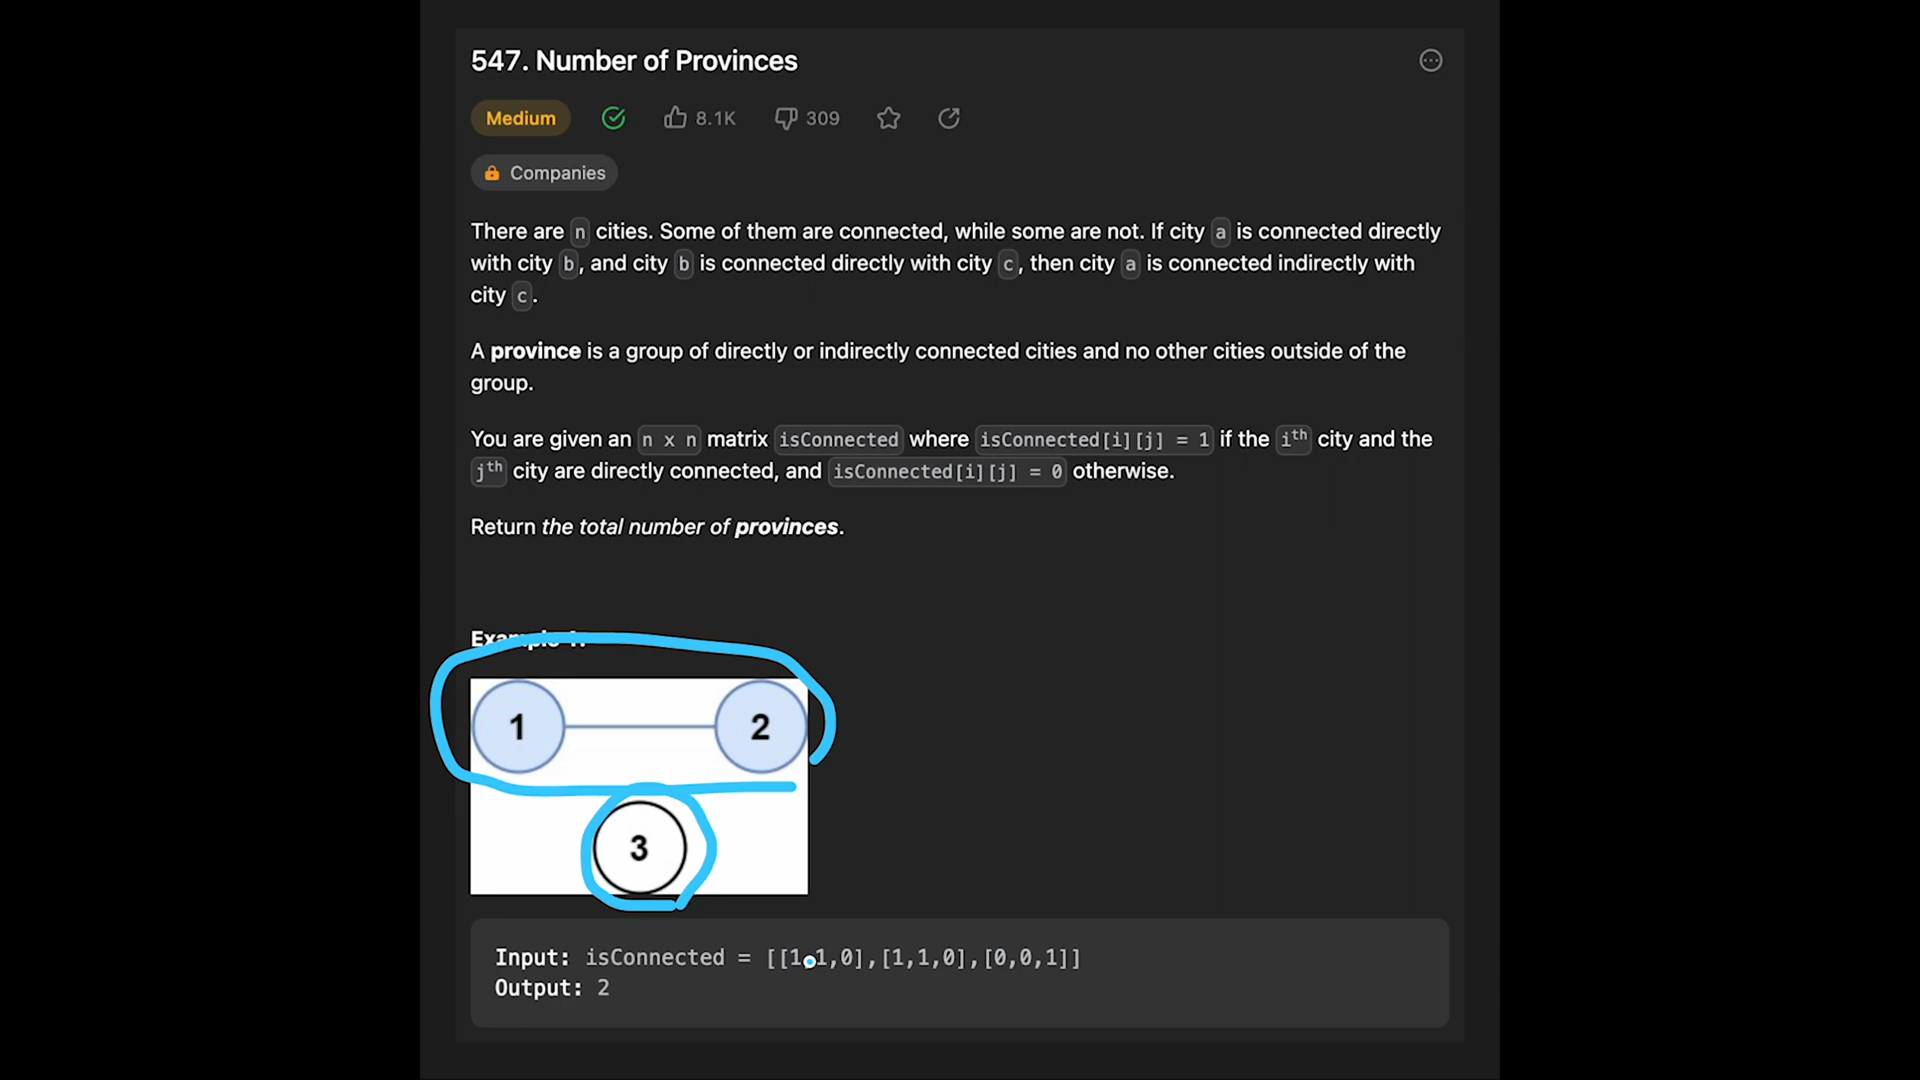 547. Number of Provinces
Medium 8.1K 309
Companies
There are n cities. Some of them are connected, while some are not. If city a is connected directly
with city b, and city b is connected directly with city c, then city a is connected indirectly with
city c.
A province is a group of directly or indirectly connected cities and no other cities outside of the
group.
You are given an n x n matrix isConnected where isConnected[i][j] = 1 if the ith city and the
jth city are directly connected, and isConnected[i][j] = 0 otherwise.
Return the total number of provinces.
Example 1:
1 2
3
Input: isConnected = [[1,1,0],[1,1,0],[0,0,1]]
Output: 2